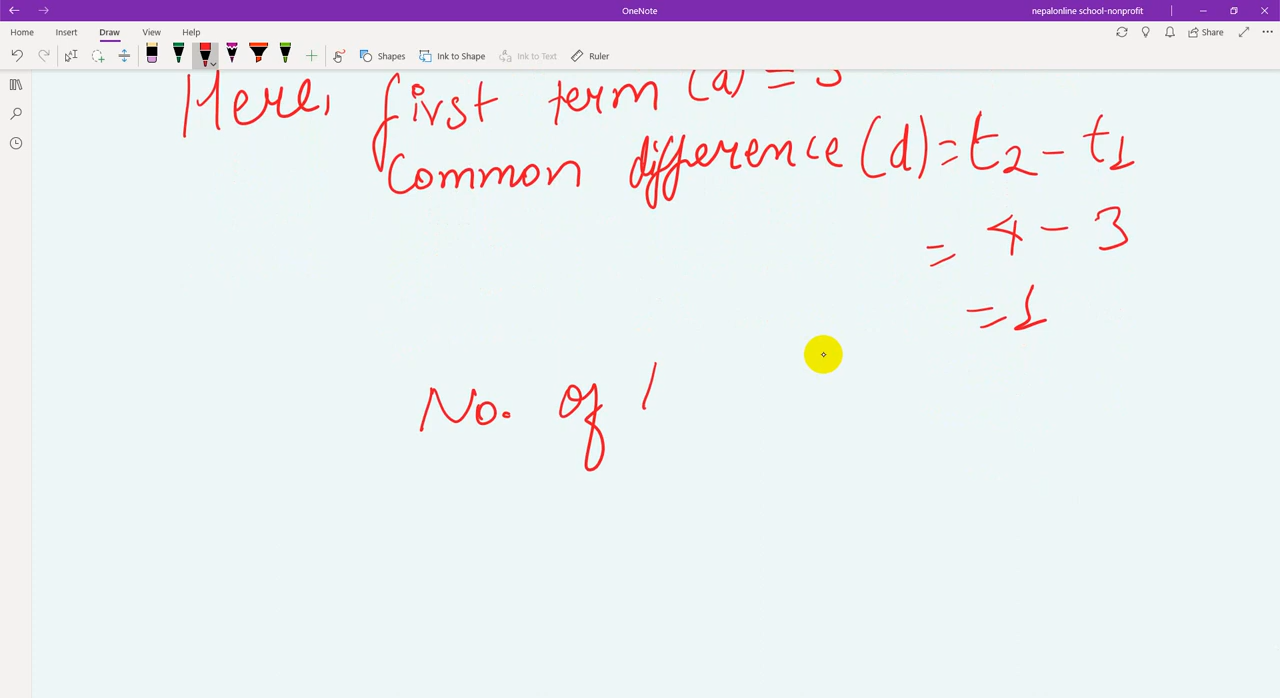 OneNote
nepalonline school-nonprofit
Home Insert Draw View Help
Share
Shapes Ink to Shape Ink to Text Ruler
Here, first term (a) = 3
Common difference (d) = t2 - t1
= 4 - 3
= 1
No. of